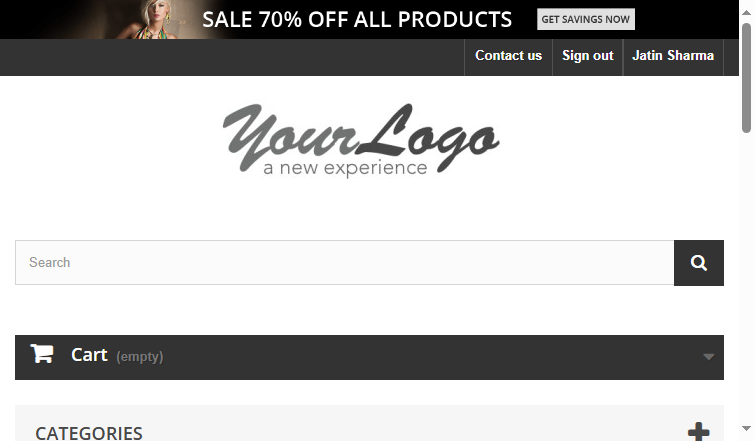 SALE 70% OFF ALL PRODUCTS GET SAVINGS NOW
Contact us Sign out Jatin Sharma
YourLogo
a new experience
Search
Cart (empty)
CATEGORIES